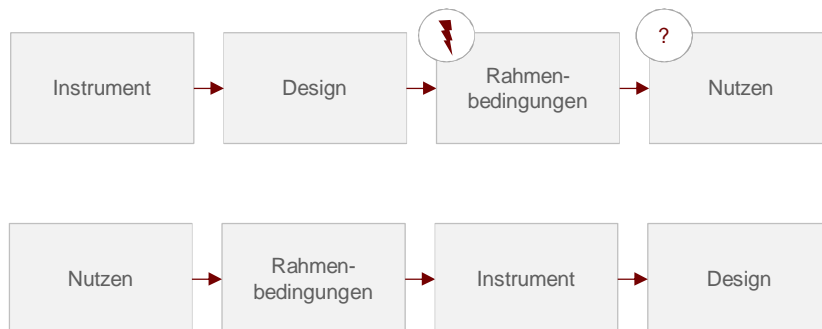 Instrument
Design
Rahmen-
bedingungen
?
Nutzen
Nutzen
Rahmen-
bedingungen
Instrument
Design